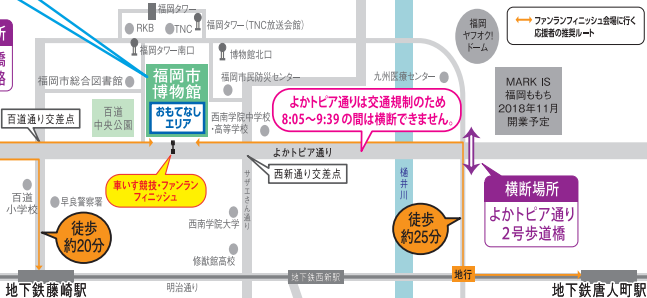 福岡タワー
RKB
TNC
福岡タワー(TNC放送会館)
福岡タワー南口
博物館北口
福岡
ヤフオク!
ドーム
ファンランフィニッシュ会場に行く
応援者の推奨ルート
所
橋
路
福岡市総合図書館
福岡市
博物館
おもてなし
エリア
福岡市民防災センター
九州医療センター
MARK IS
福岡ももち
2018年11月
開業予定
百道
中央公園
百道通り交差点
西南学院中学校
・高等学校
よかトピア通りは交通規制のため
8:05～9:39の間は横断できません。
よかトピア通り
西新通り交差点
車いす競技・ファンラン
フィニッシュ
サザエさん通り
樋井川
横断場所
よかトピア通り
2号歩道橋
百道
小学校
早良警察署
徒歩
約20分
西南学院大学
修猷館高校
徒歩
約25分
地下鉄藤崎駅
明治通り
地下鉄西新駅
地行
地下鉄唐人町駅